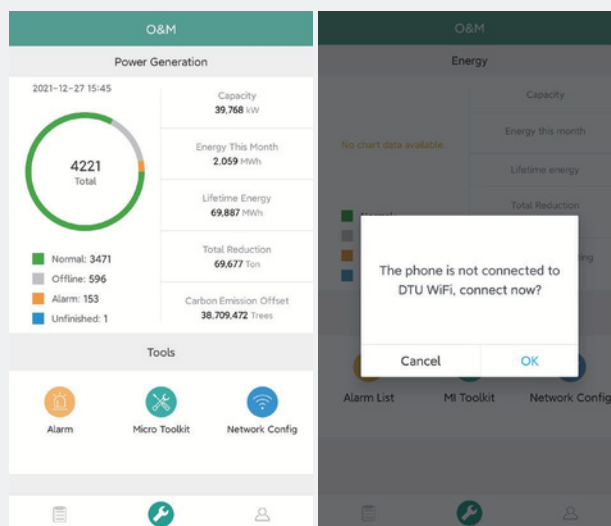 O&M
Power Generation
2021-12-27 15:45
4221
Total
Normal: 3471
Offline: 596
Alarm: 153
Unfinished: 1
Capacity
39,768 kW
Energy This Month
2,059 MWh
Lifetime Energy
69,887 MWh
Total Reduction
69,677 Ton
Carbon Emission Offset
38,709,472 Trees
Tools
Alarm
Micro Toolkit
Network Config
O&M
Energy
No chart data available.
Capacity
Energy this month
Lifetime energy
Total Reduction
The phone is not connected to
DTU WiFi, connect now?
Cancel
OK
Alarm List
MI Toolkit
Network Config